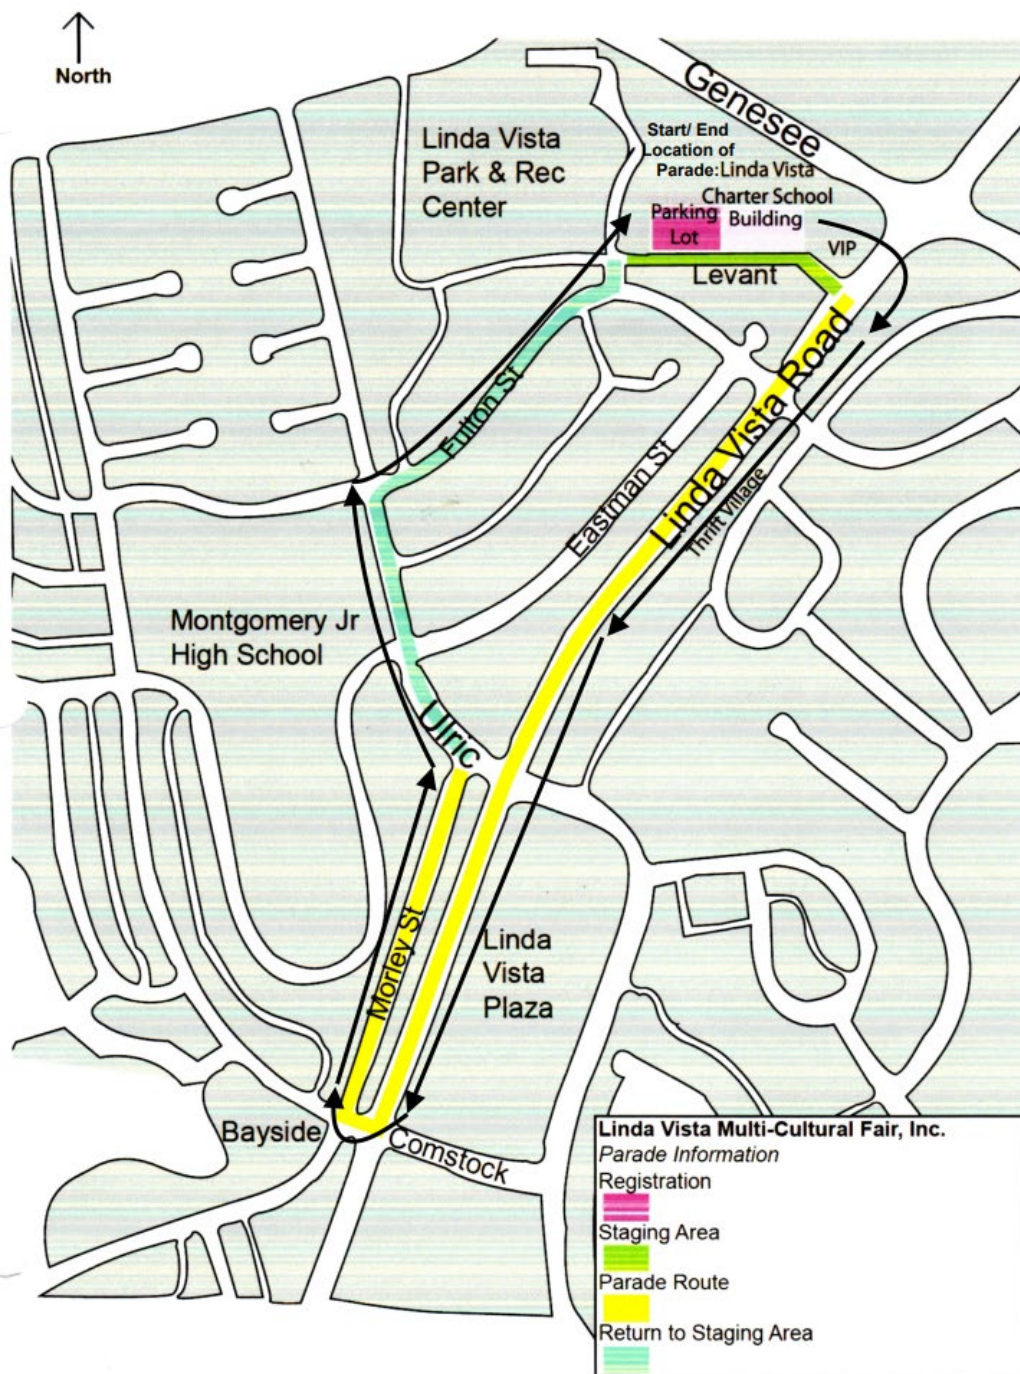 North
Genesee
Linda Vista
Park & Rec
Center
Start/ End
Location of
Parade:Linda Vista
Charter School
Parking
Lot
Building
VIP
Levant
Linda Vista Road
Fulton St
Eastman St
Thrift Village
Montgomery Jr
High School
Ulric
Morley St
Linda
Vista
Plaza
Bayside
Comstock
Linda Vista Multi-Cultural Fair, Inc.
Parade Information
Registration
Staging Area
Parade Route
Return to Staging Area